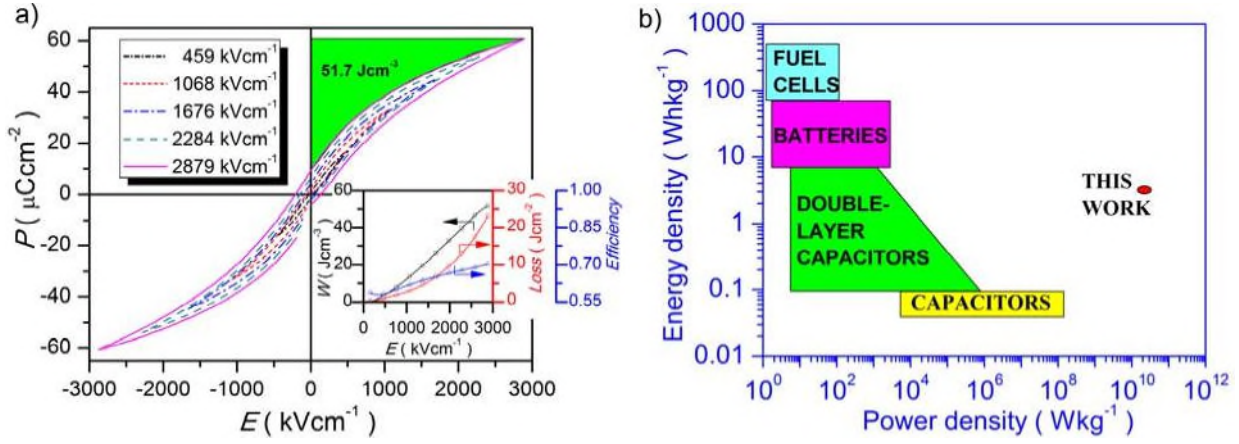 a)
P ( μCcm⁻² )
60
40
20
0
-20
-40
-60
459 kVcm⁻¹
1068 kVcm⁻¹
1676 kVcm⁻¹
2284 kVcm⁻¹
2879 kVcm⁻¹
51.7 Jcm⁻³
W ( Jcm⁻³ )
60
40
20
0
30
20
10
0
Loss ( Jcm⁻² )
1.00
0.85
0.70
0.55
Efficiency
0 1000 2000 3000
E ( kVcm⁻¹ )
-3000 -2000 -1000 0 1000 2000 3000
E ( kVcm⁻¹ )
b)
Energy density ( Whkg⁻¹ )
1000
100
10
1
0.1
0.01
FUEL
CELLS
BATTERIES
DOUBLE-
LAYER
CAPACITORS
CAPACITORS
THIS
WORK
10⁰ 10² 10⁴ 10⁶ 10⁸ 10¹⁰ 10¹²
Power density ( Wkg⁻¹ )